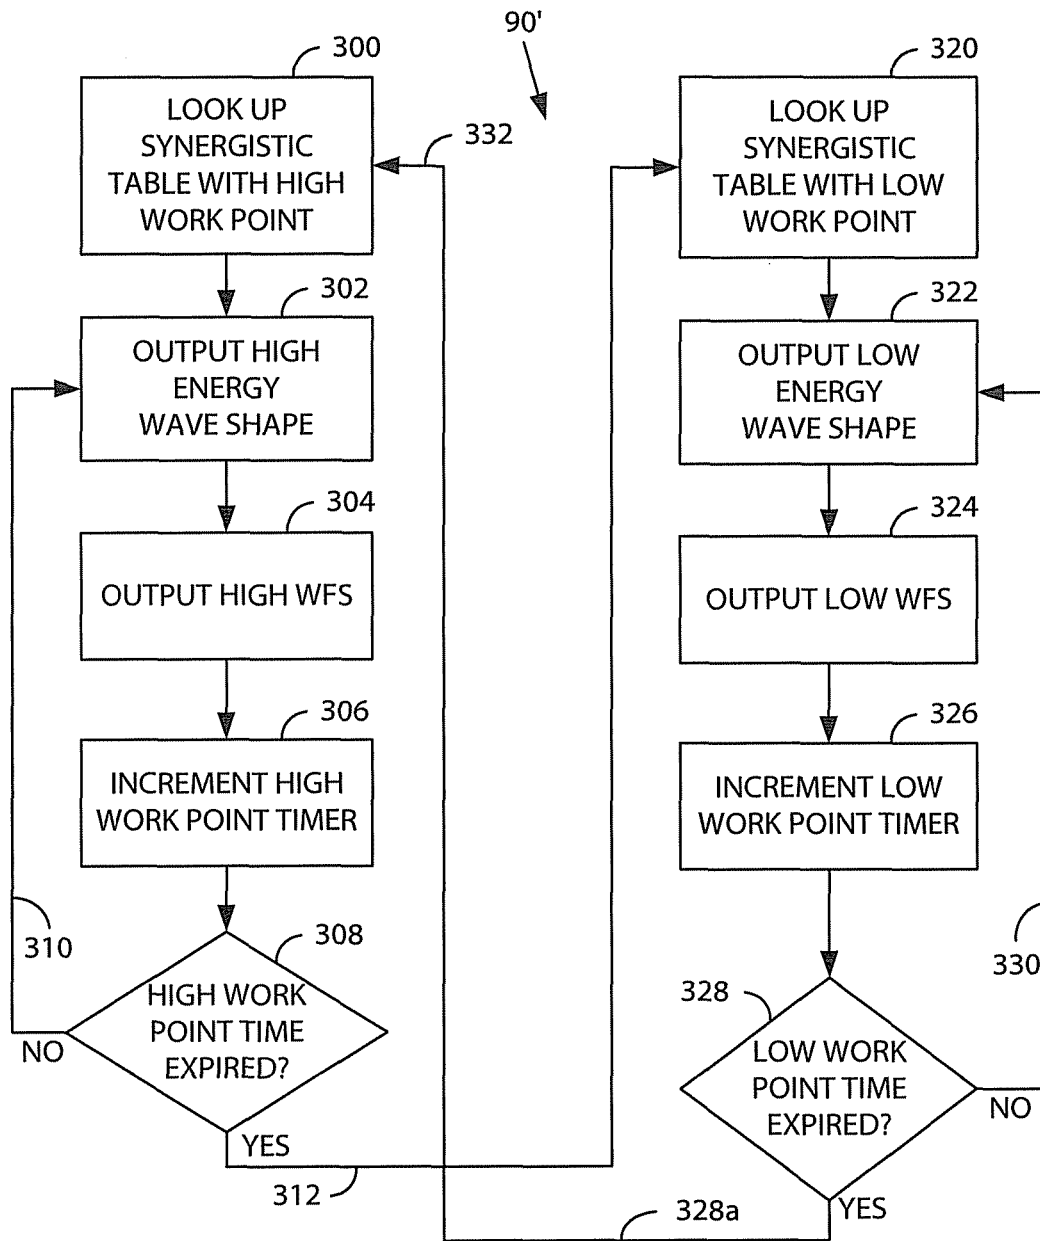 90'
300
LOOK UP
SYNERGISTIC
TABLE WITH HIGH
WORK POINT
332
302
OUTPUT HIGH
ENERGY
WAVE SHAPE
304
OUTPUT HIGH WFS
306
INCREMENT HIGH
WORK POINT TIMER
310
308
HIGH WORK
POINT TIME
EXPIRED?
NO
YES
312
320
LOOK UP
SYNERGISTIC
TABLE WITH LOW
WORK POINT
322
OUTPUT LOW
ENERGY
WAVE SHAPE
324
OUTPUT LOW WFS
326
INCREMENT LOW
WORK POINT TIMER
330
328
LOW WORK
POINT TIME
EXPIRED?
NO
YES
328a